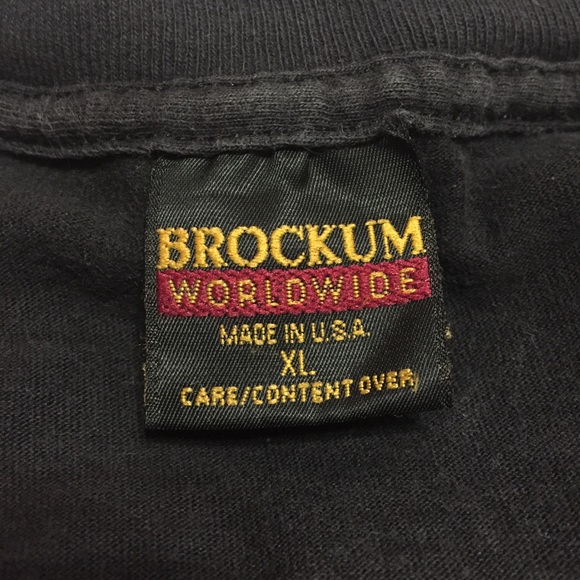 BROCKUM
WORLDWIDE
MADE IN U.S.A.
XL
CARE/CONTENT OVER